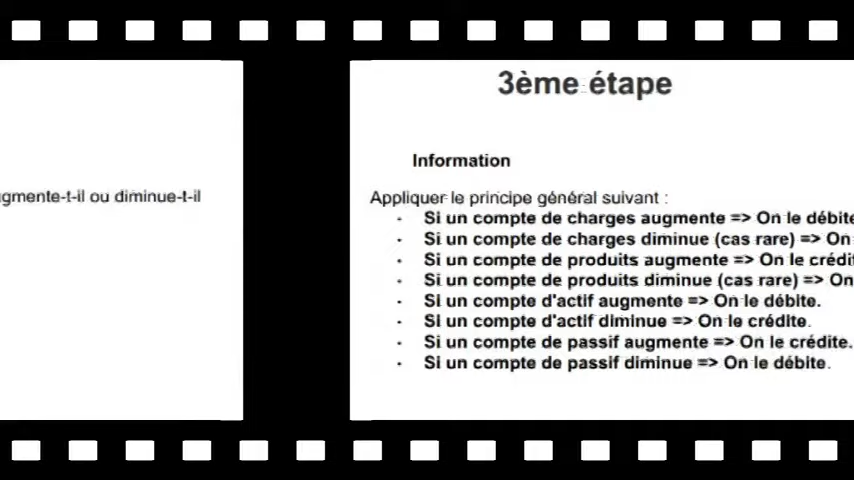 ou diminue-t-il
3ème étape
Information
Appliquer le principe général suivant :
- Si un compte de charges augmente => On le débite
- Si un compte de charges diminue (cas rare) => On
- Si un compte de produits augmente => On le
- Si un compte de produits diminue (cas rare) => On
- Si un compte d'actif augmente => On le débite.
- Si un compte d'actif diminue => On le crédite.
- Si un compte de passif augmente => On le crédite.
- Si un compte de passif diminue => On le débite.